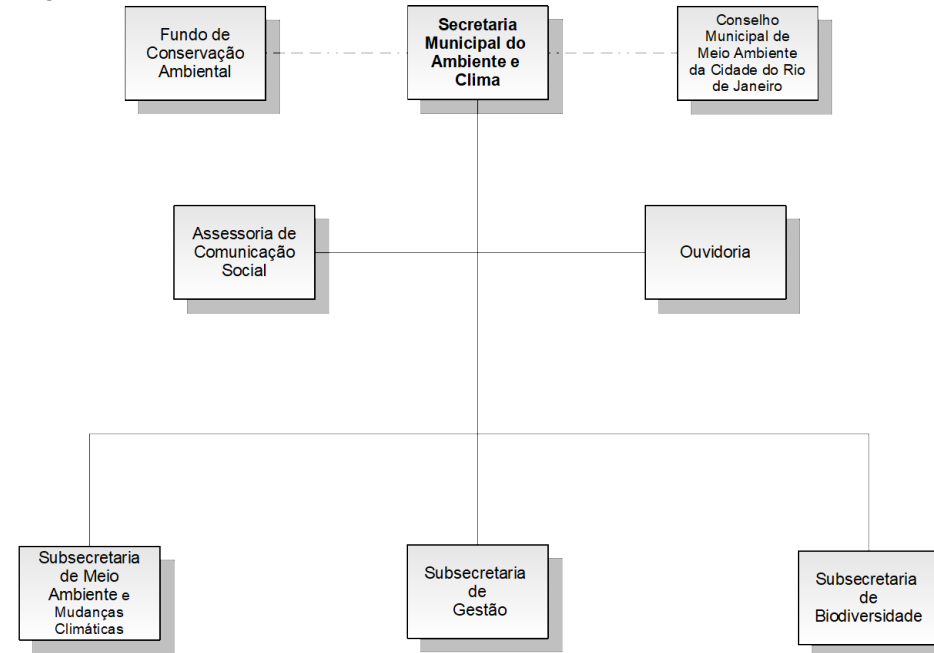 Fundo de
Conservação
Ambiental
Secretaria
Municipal do
Ambiente e
Clima
Conselho
Municipal de
Meio Ambiente
da Cidade do Rio
de Janeiro
Assessoria de
Comunicação
Social
Ouvidoria
Subsecretaria
de Meio
Ambiente e
Mudanças
Climáticas
Subsecretaria
de
Gestão
Subsecretaria
de
Biodiversidade